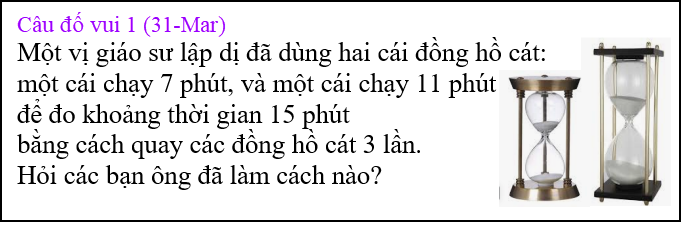 Câu đố vui 1 (31-Mar)
Một vị giáo sư lập dị đã dùng hai cái đồng hồ cát:
một cái chạy 7 phút, và một cái chạy 11 phút
để đo khoảng thời gian 15 phút
bằng cách quay các đồng hồ cát 3 lần.
Hỏi các bạn ông đã làm cách nào?